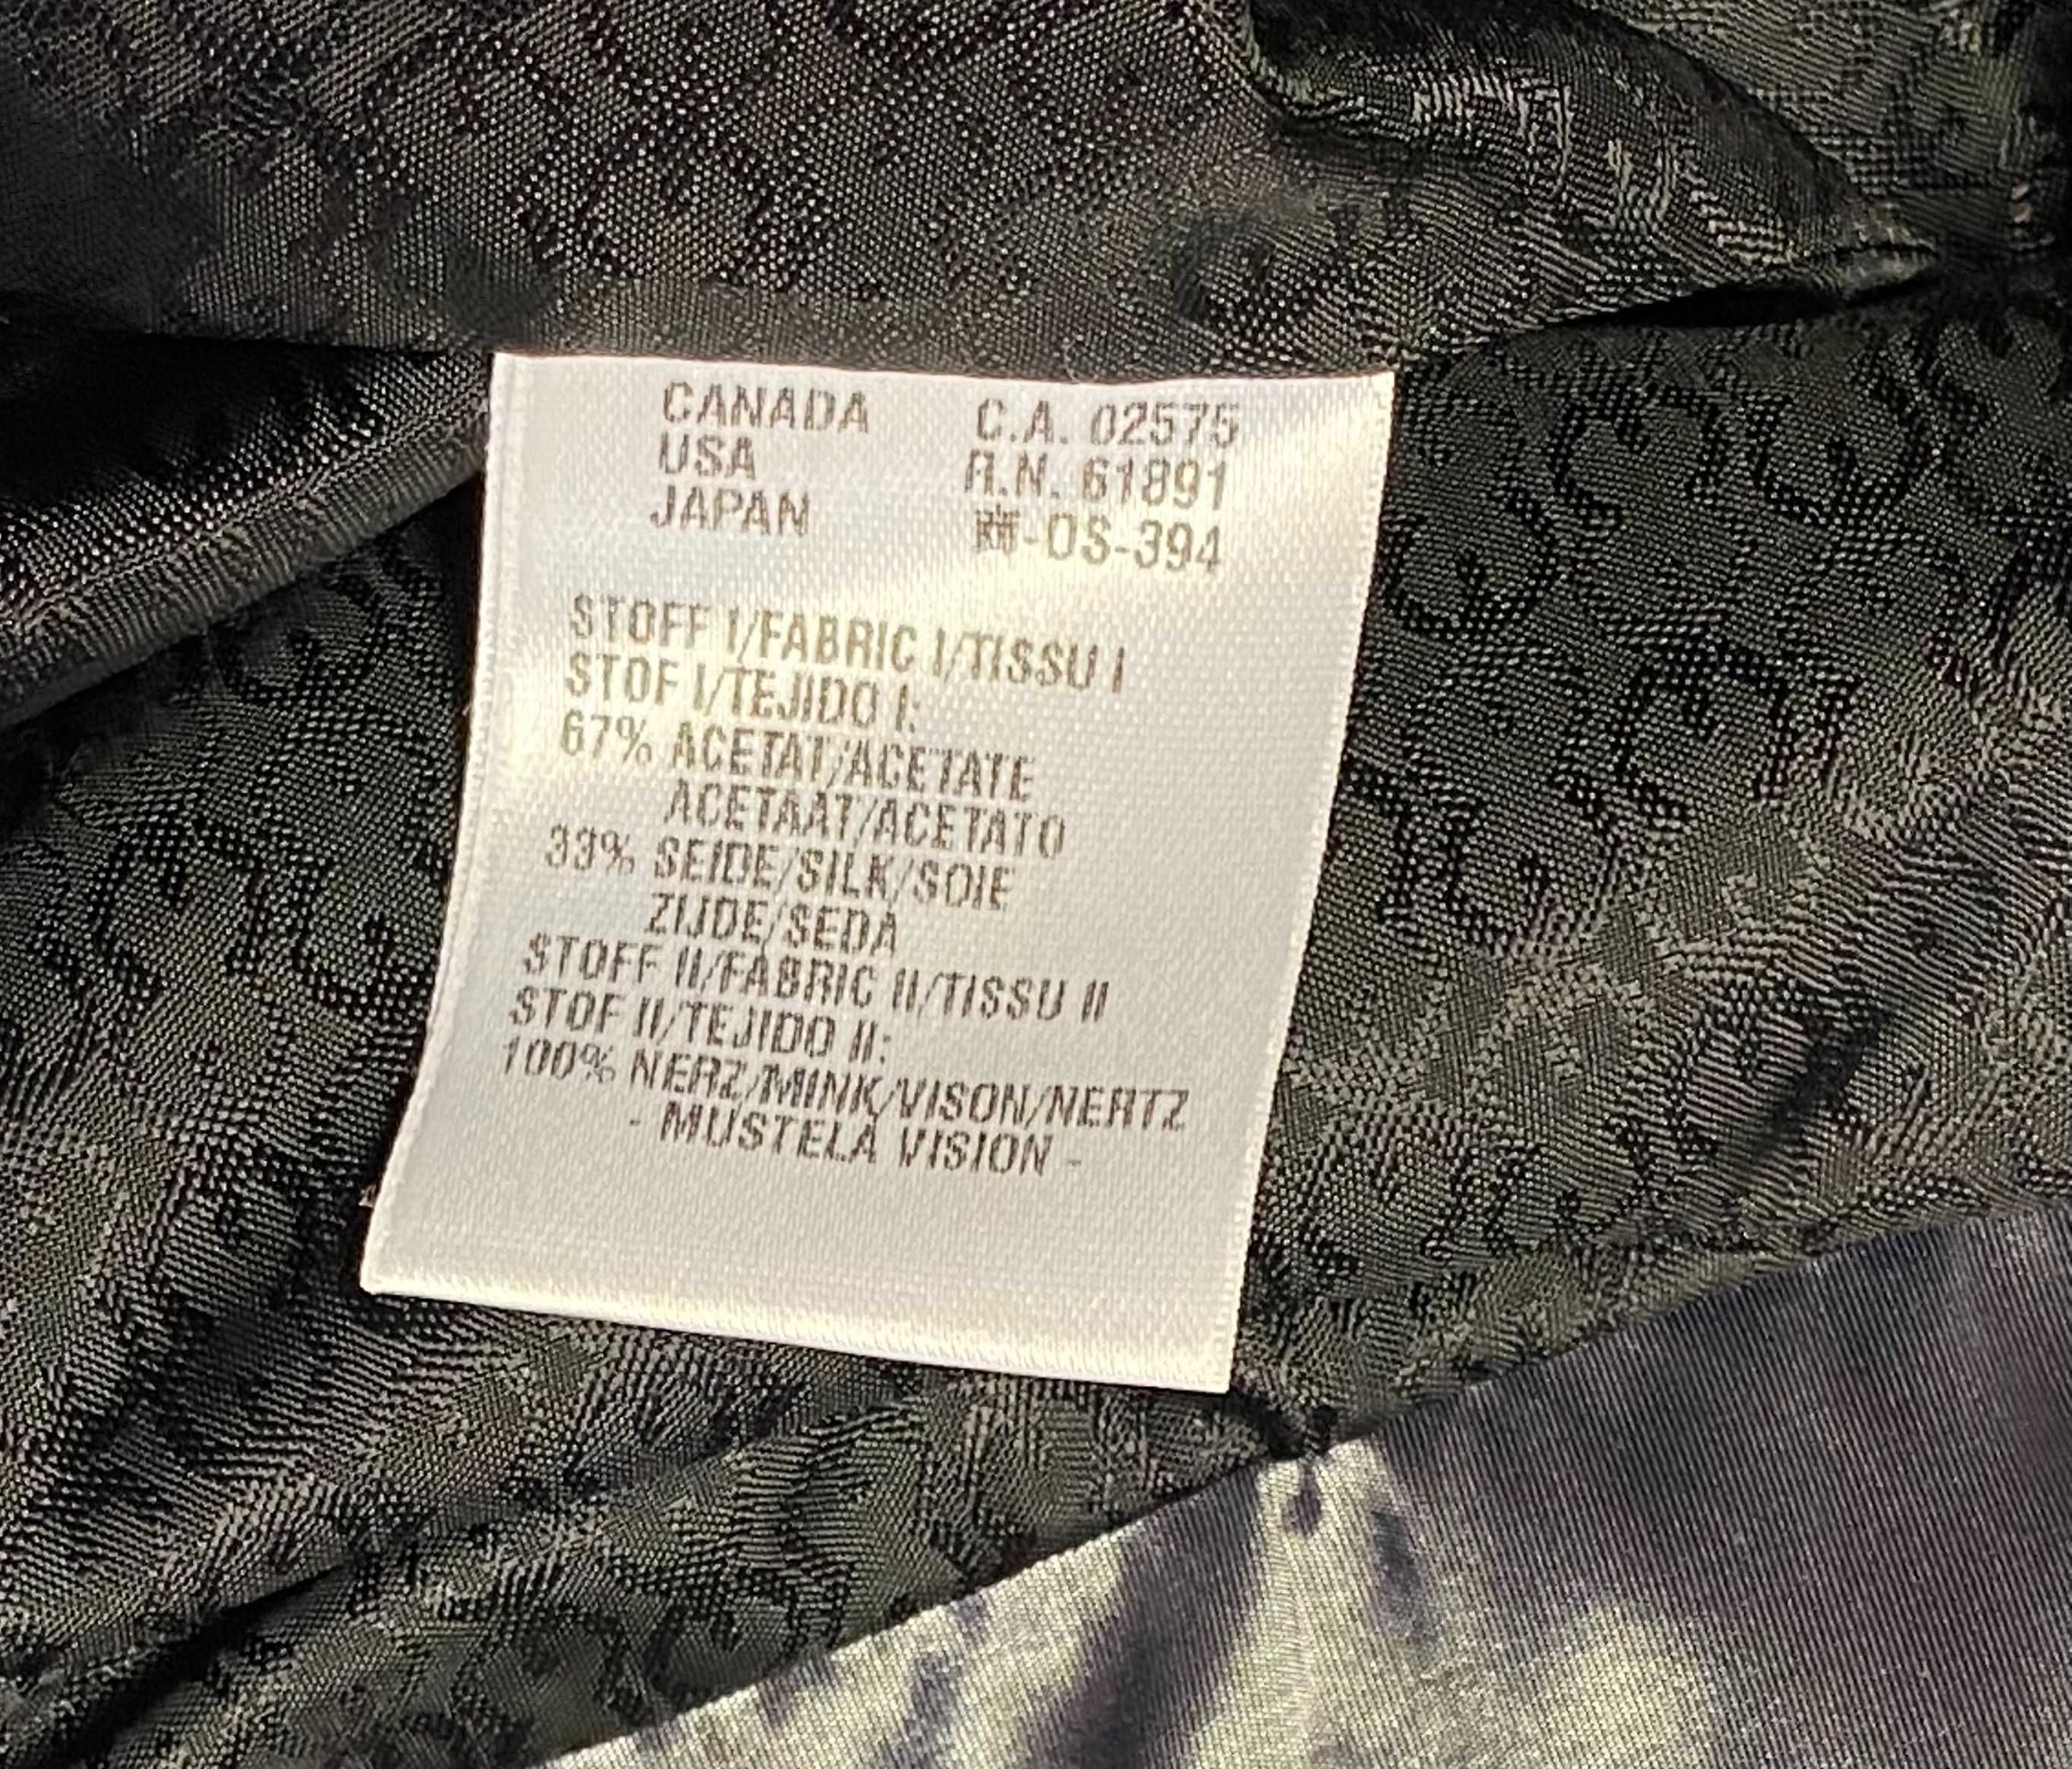 CANADA C.A. 02575
USA R.N. 61891
JAPAN -OS-394
STOFF I/FABRIC I/TISSU I
STOF I/TEJIDO I:
67% ACETAT/ACETATE
ACETAAT/ACETATO
33% SEIDE/SILK/SOIE
ZIJDE/SEDA
STOFF II/FABRIC II/TISSU II
STOF II/TEJIDO II:
100% NERZ/MINK/VISON/NERTZ
- MUSTELA VISION -